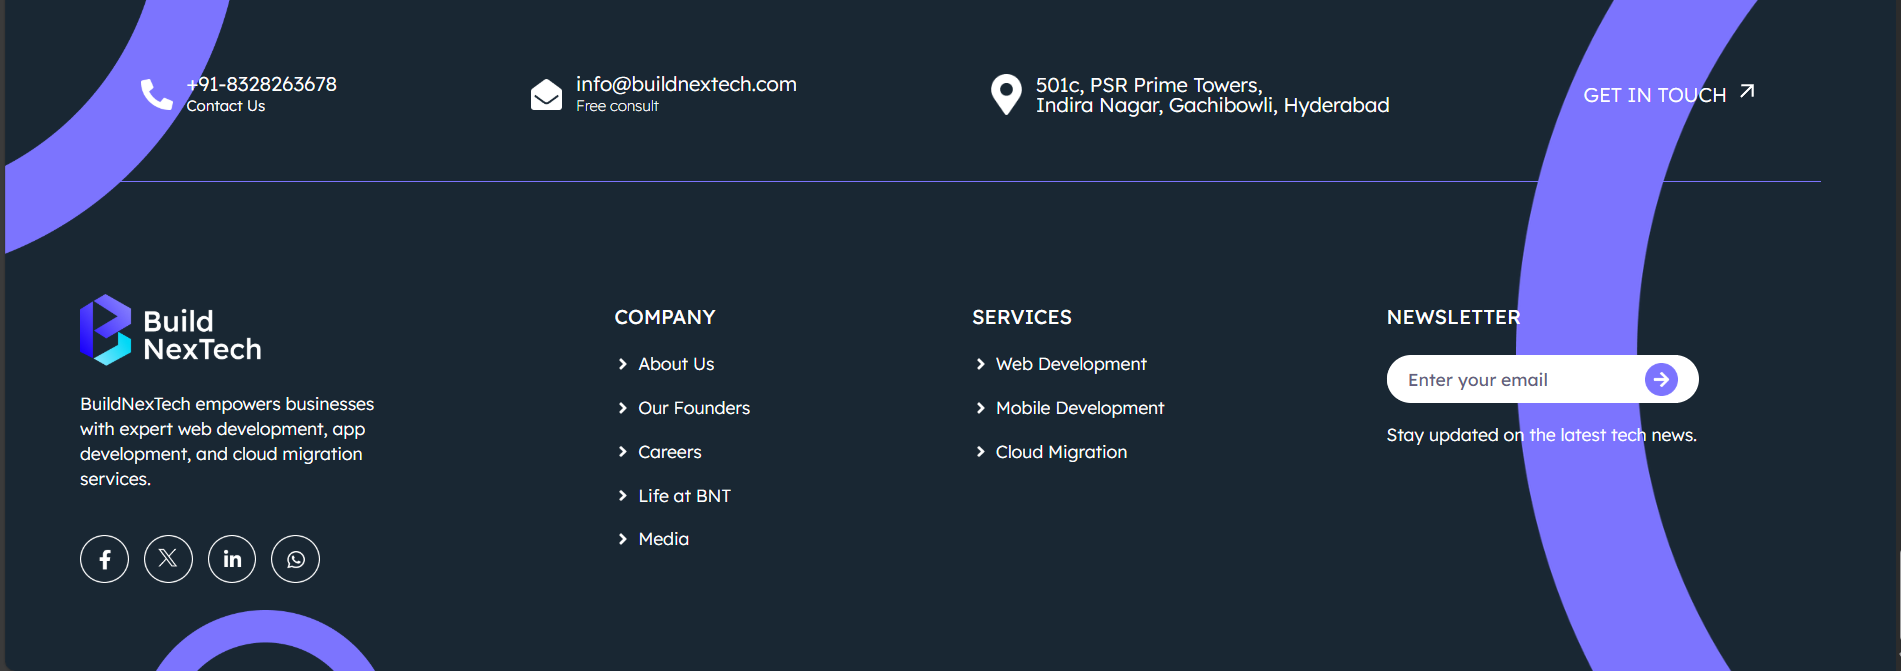 +91-8328263678
Contact Us
info@buildnextech.com
Free consult
501c, PSR Prime Towers,
Indira Nagar, Gachibowli, Hyderabad
GET IN TOUCH
Build
NexTech
BuildNexTech empowers businesses
with expert web development, app
development, and cloud migration
services.
COMPANY
About Us
Our Founders
Careers
Life at BNT
Media
SERVICES
Web Development
Mobile Development
Cloud Migration
NEWSLETTER
Enter your email
Stay updated on the latest tech news.